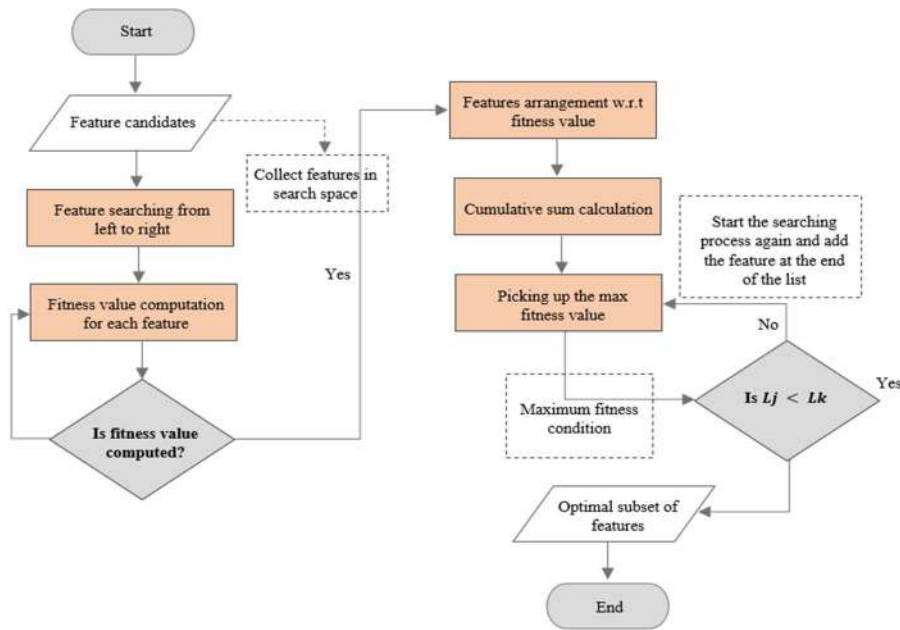 Start
Feature candidates
Collect features in
search space
Feature searching from
left to right
Fitness value computation
for each feature
Is fitness value
computed?
Yes
Features arrangement w.r.t
fitness value
Cumulative sum calculation
Picking up the max
fitness value
Start the searching
process again and add
the feature at the end
of the list
No
Maximum fitness
condition
Is Lj < Lk
Yes
Optimal subset of
features
End